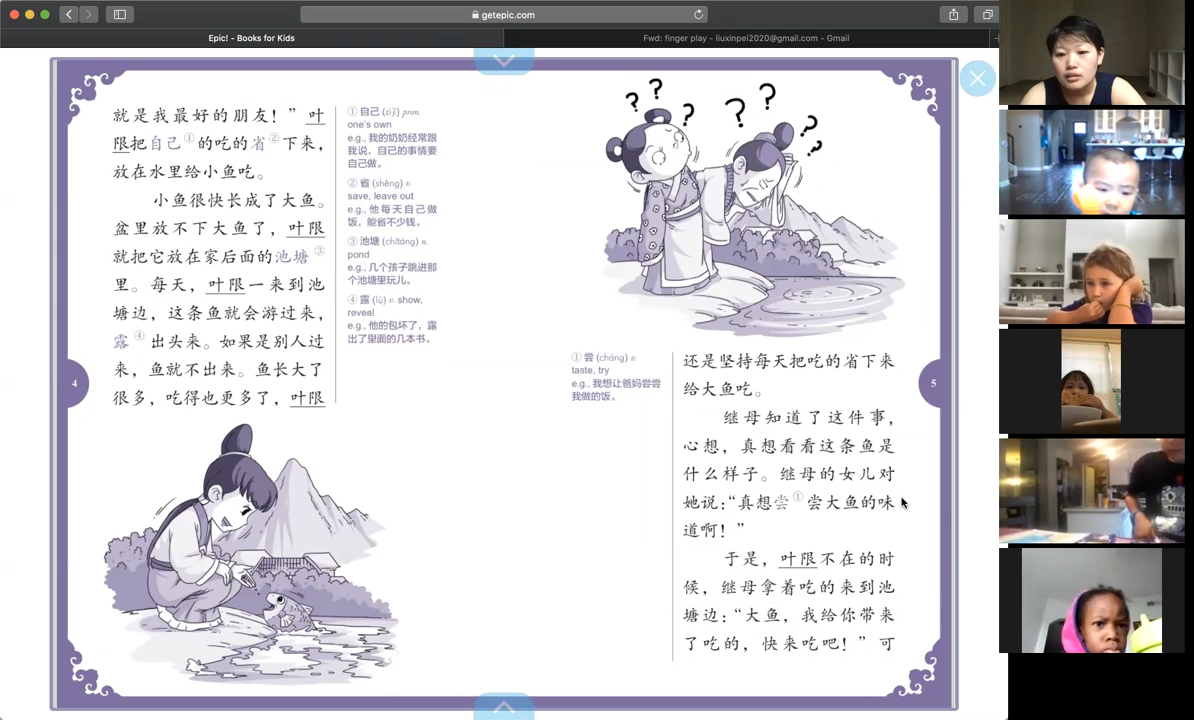 getepic.com
Epic! - Books for Kids
Fwd: finger play - liuxinpei2020@gmail.com - Gmail
就是我最好的朋友！” 叶
限把自己①的吃的省②下来，
放在水里给小鱼吃。
小鱼很快长成了大鱼。
盆里放不下大鱼了，叶限
就把它放在家后面的池塘③
里。每天，叶限一来到池
塘边，这条鱼就会游过来，
露④出头来。如果是别人过
来，鱼就不出来。鱼长大了
很多，吃得也更多了，叶限
① 自己 (zìjǐ) pron.
one's own
e.g., 我的奶奶经常跟
我说，自己的事情要
自己做。
② 省 (shěng) v.
save, leave out
e.g., 他每天自己做
饭，能省不少钱。
③ 池塘 (chítáng) n.
pond
e.g., 几个孩子跳进那
个池塘里玩儿。
④ 露 (lù) v. show,
reveal
e.g., 他的包坏了，露
出了里面的几本书。
4
? ? ? ? ? ? ?
① 尝 (cháng) v.
taste, try
e.g., 我想让爸妈尝尝
我做的饭。
还是坚持每天把吃的省下来
给大鱼吃。
继母知道了这件事，
心想，真想看看这条鱼是
什么样子。继母的女儿对
她说：“真想尝①尝大鱼的味
道啊！”
于是，叶限不在的时
候，继母拿着吃的来到池
塘边：“大鱼，我给你带来
了吃的，快来吃吧！” 可
5